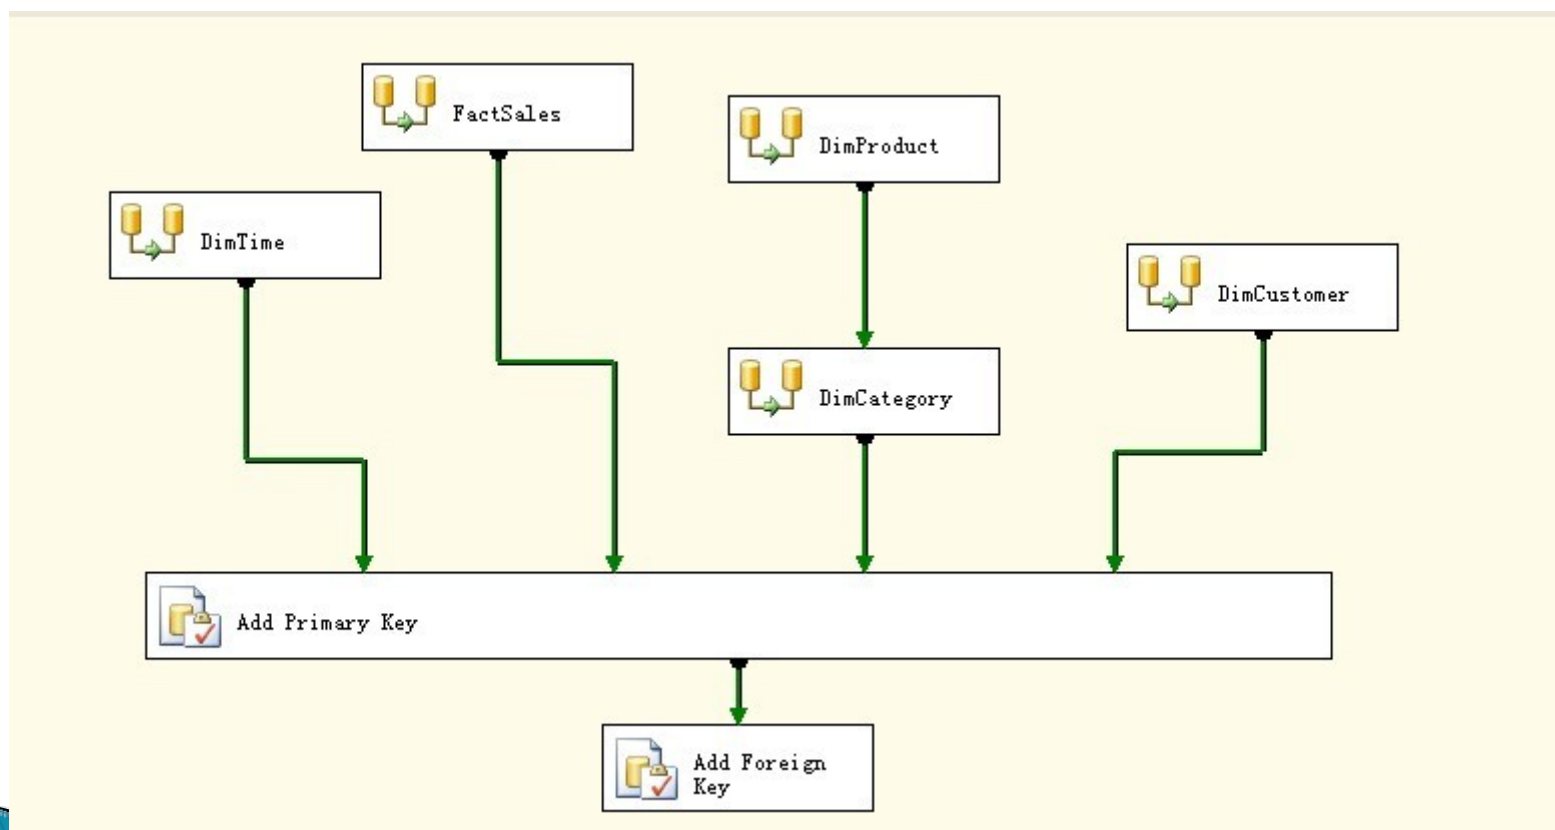 FactSales
DimProduct
DimTime
DimCustomer
DimCategory
Add Primary Key
Add Foreign
Key